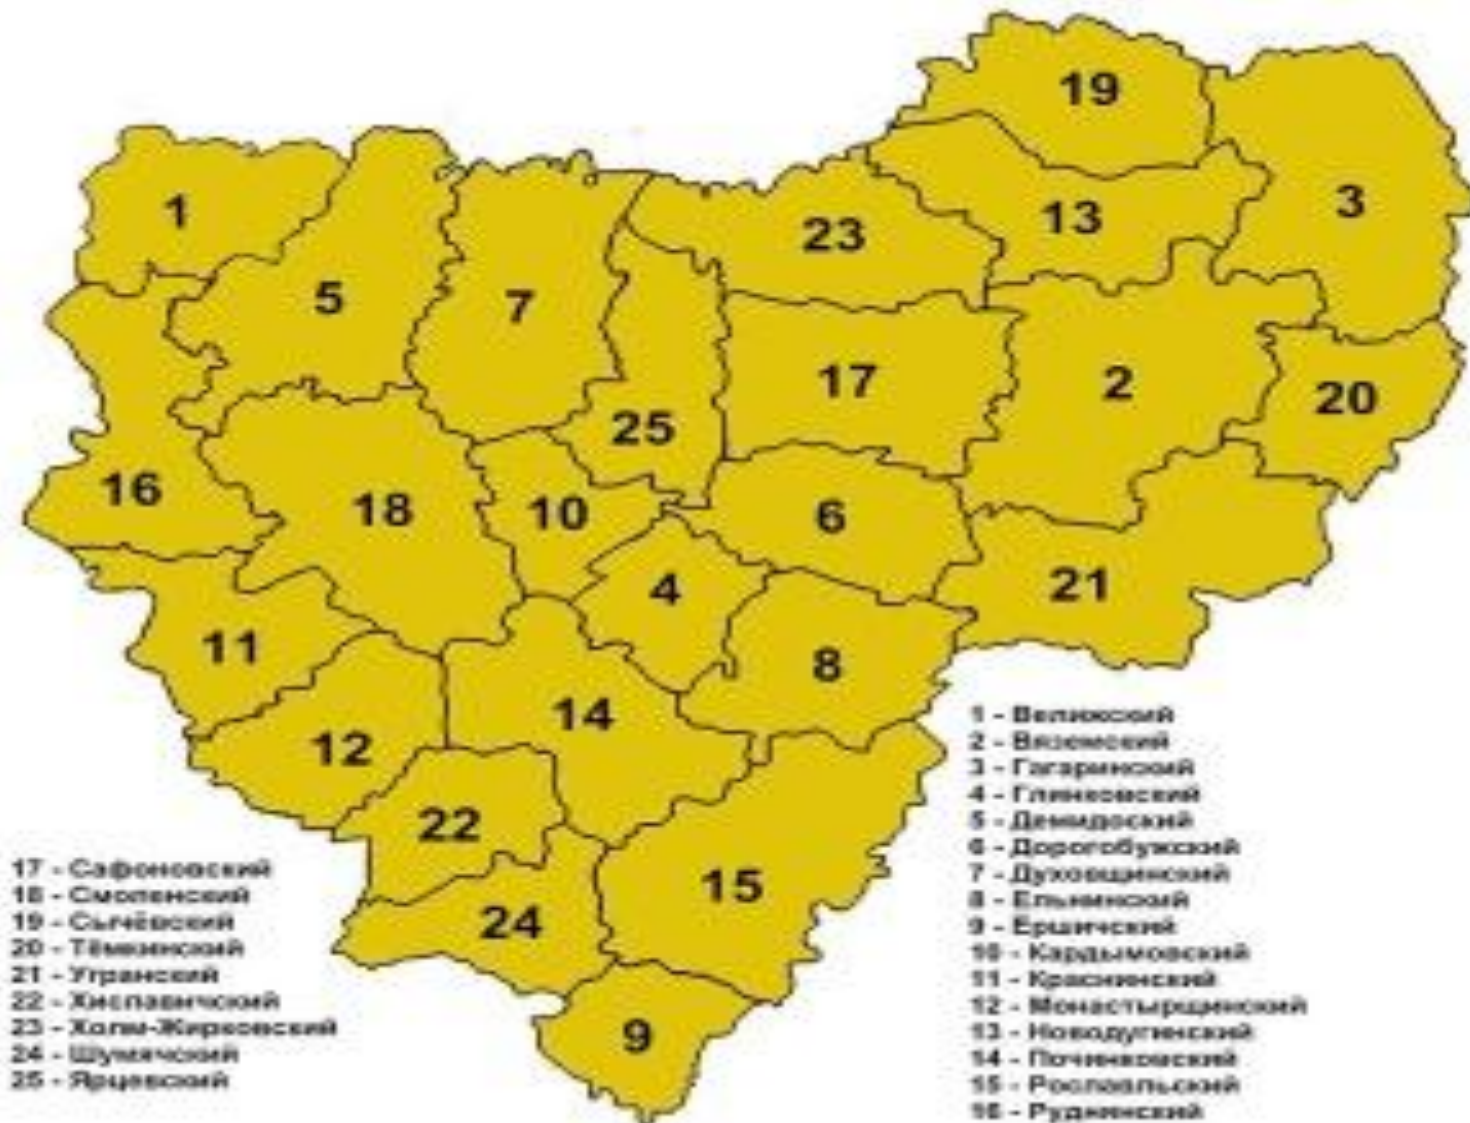 19
3
1
13
23
5
7
17
2
20
25
16
18
10
6
21
4
11
8
14
12
22
15
24
9
1 - Велижский
2 - Вяземский
3 - Гагаринский
4 - Глинковский
5 - Демидоский
6 - Дорогобужский
7 - Духовщинский
8 - Ельнинский
9 - Ершичский
10 - Кардымовский
11 - Краснинский
12 - Монастырщинский
13 - Новодугинский
14 - Починковский
15 - Рославльский
16 - Руднянский
17 - Сафоновский
18 - Смоленский
19 - Сычёвский
20 - Тёмкинский
21 - Угранский
22 - Хиславичский
23 - Холм-Жирковский
24 - Шумячский
25 - Ярцевский